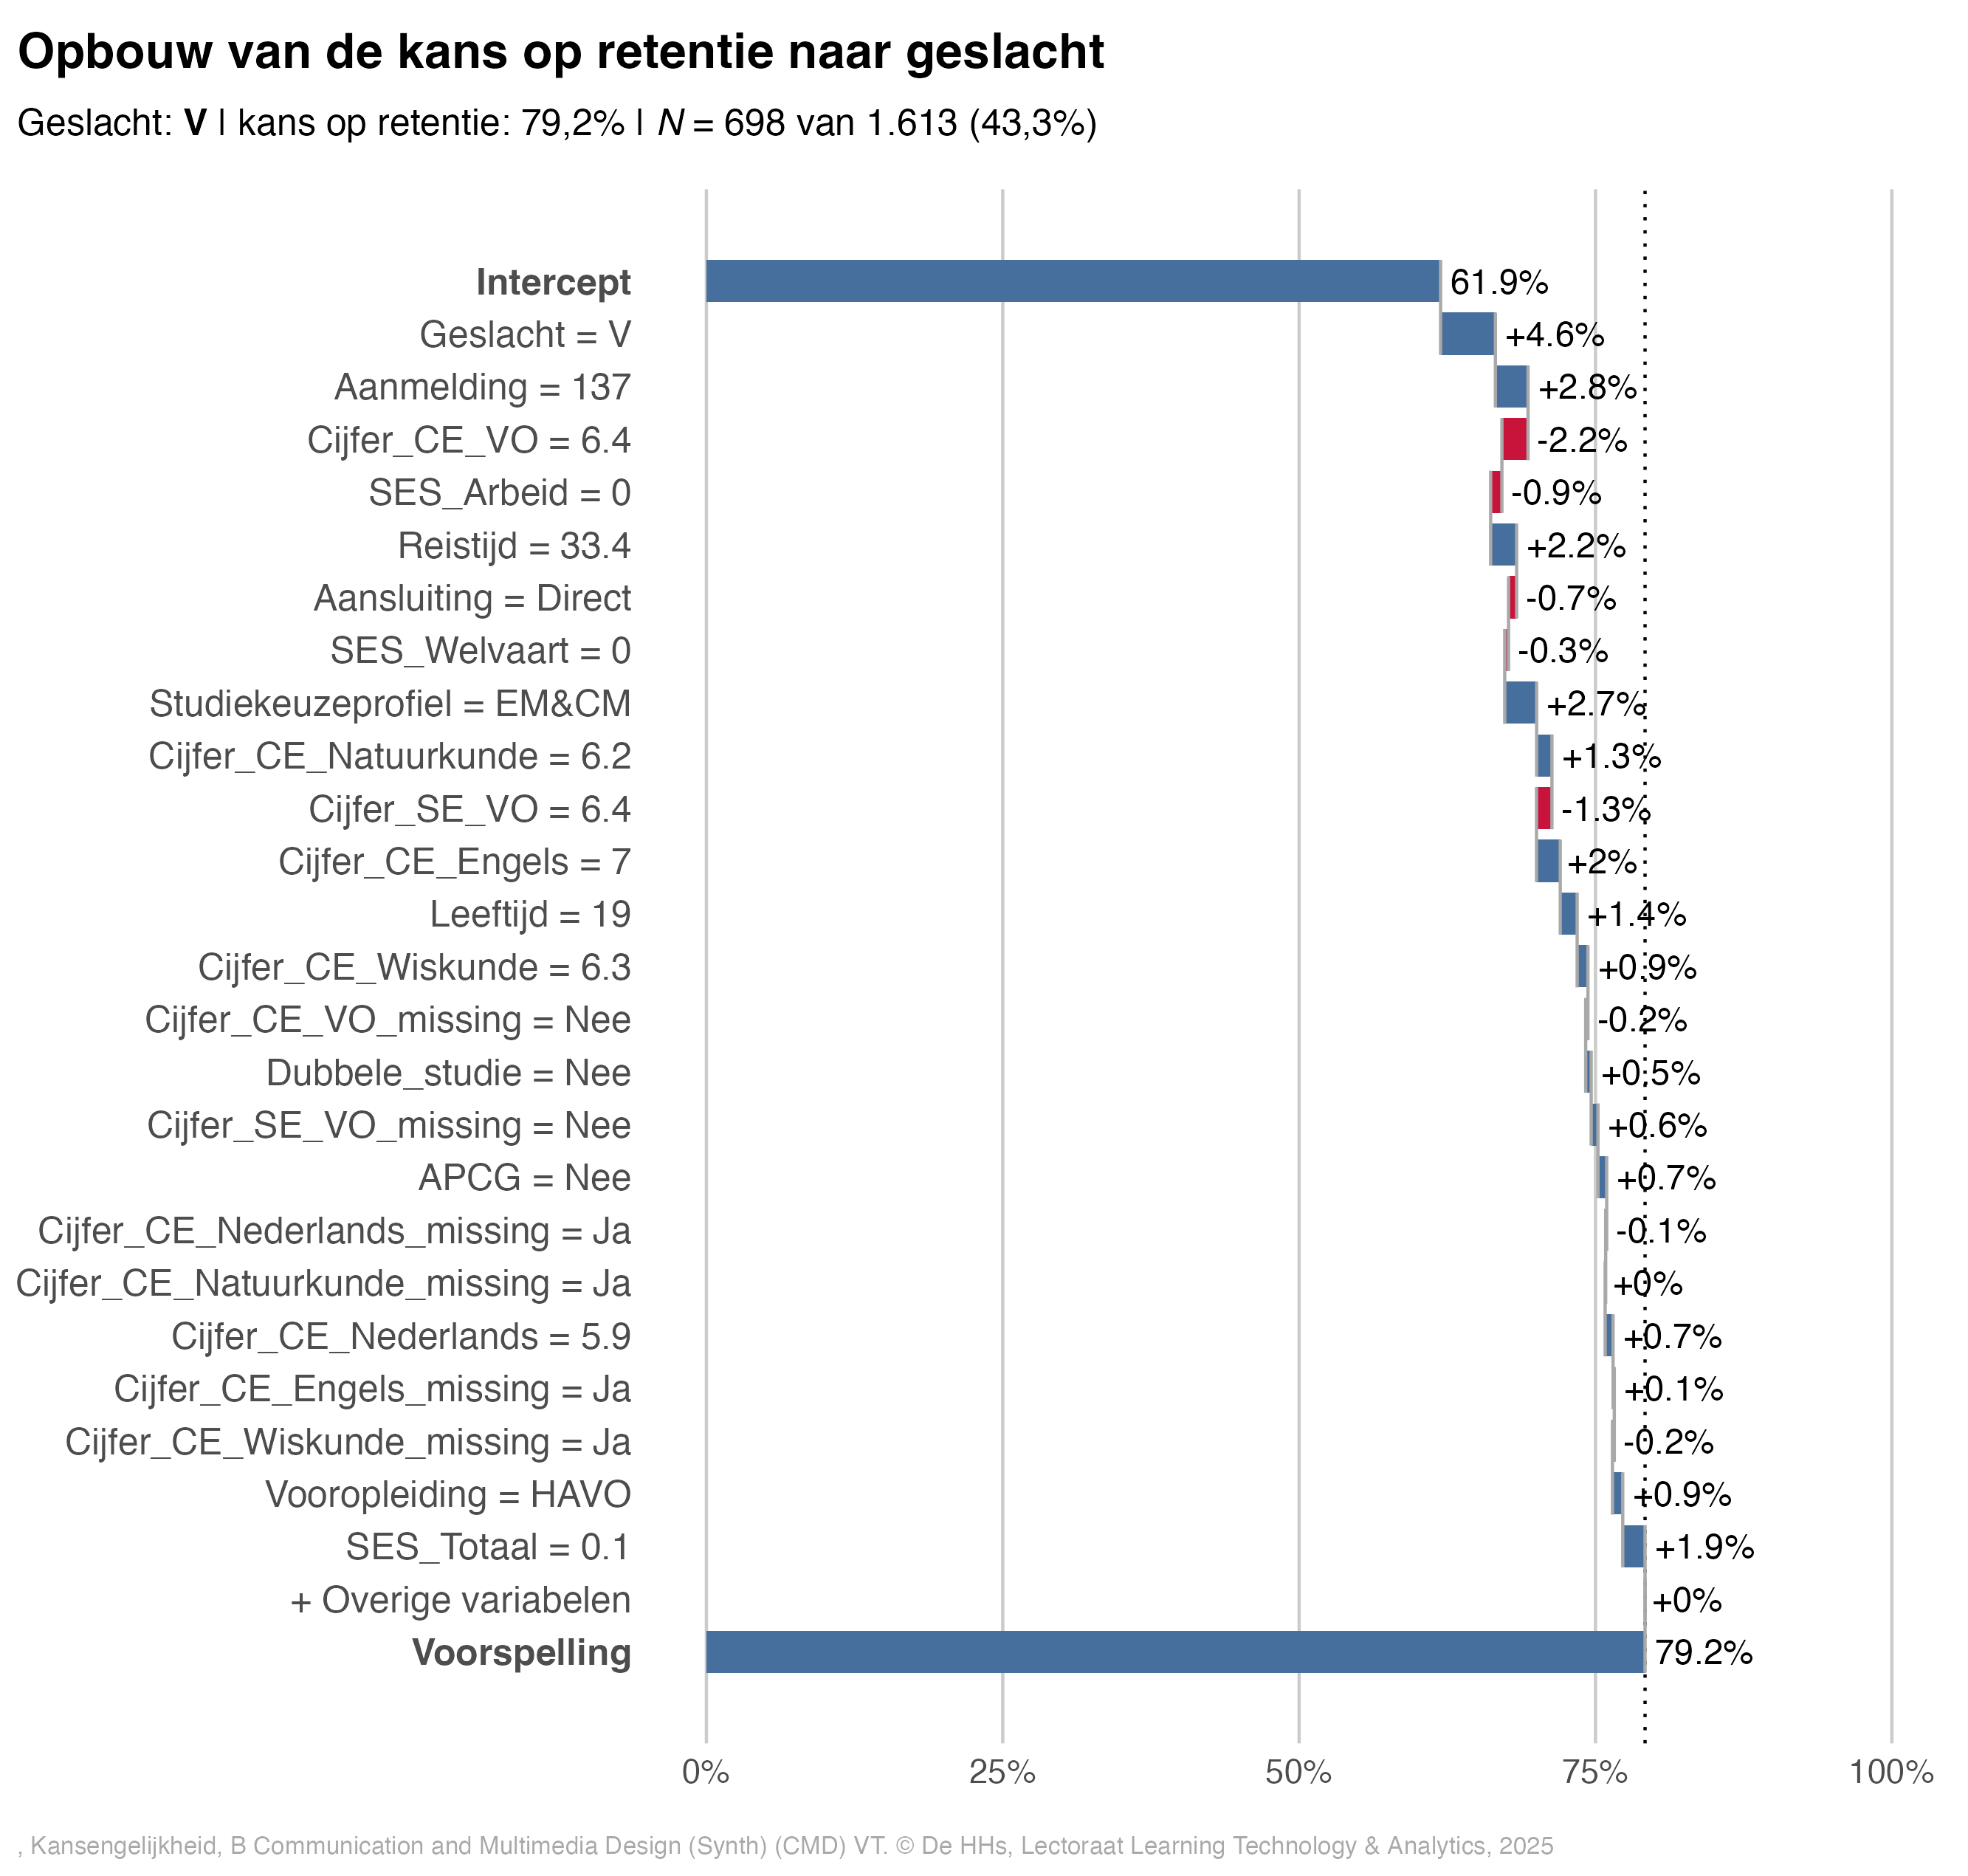 Opbouw van de kans op retentie naar geslacht
Geslacht: V | kans op retentie: 79,2% | N = 698 van 1.613 (43,3%)
Intercept 61.9%
Geslacht = V +4.6%
Aanmelding = 137 +2.8%
Cijfer_CE_VO = 6.4 -2.2%
SES_Arbeid = 0 -0.9%
Reistijd = 33.4 +2.2%
Aansluiting = Direct -0.7%
SES_Welvaart = 0 -0.3%
Studiekeuzeprofiel = EM&CM +2.7%
Cijfer_CE_Natuurkunde = 6.2 +1.3%
Cijfer_SE_VO = 6.4 -1.3%
Cijfer_CE_Engels = 7 +2%
Leeftijd = 19 +1.4%
Cijfer_CE_Wiskunde = 6.3 +0.9%
Cijfer_CE_VO_missing = Nee -0.2%
Dubbele_studie = Nee +0.5%
Cijfer_SE_VO_missing = Nee +0.6%
APCG = Nee +0.7%
Cijfer_CE_Nederlands_missing = Ja -0.1%
Cijfer_CE_Natuurkunde_missing = Ja +0%
Cijfer_CE_Nederlands = 5.9 +0.7%
Cijfer_CE_Engels_missing = Ja +0.1%
Cijfer_CE_Wiskunde_missing = Ja -0.2%
Vooropleiding = HAVO +0.9%
SES_Totaal = 0.1 +1.9%
+ Overige variabelen +0%
Voorspelling 79.2%
0% 25% 50% 75% 100%
, Kansengelijkheid, B Communication and Multimedia Design (Synth) (CMD) VT. © De HHs, Lectoraat Learning Technology & Analytics, 2025